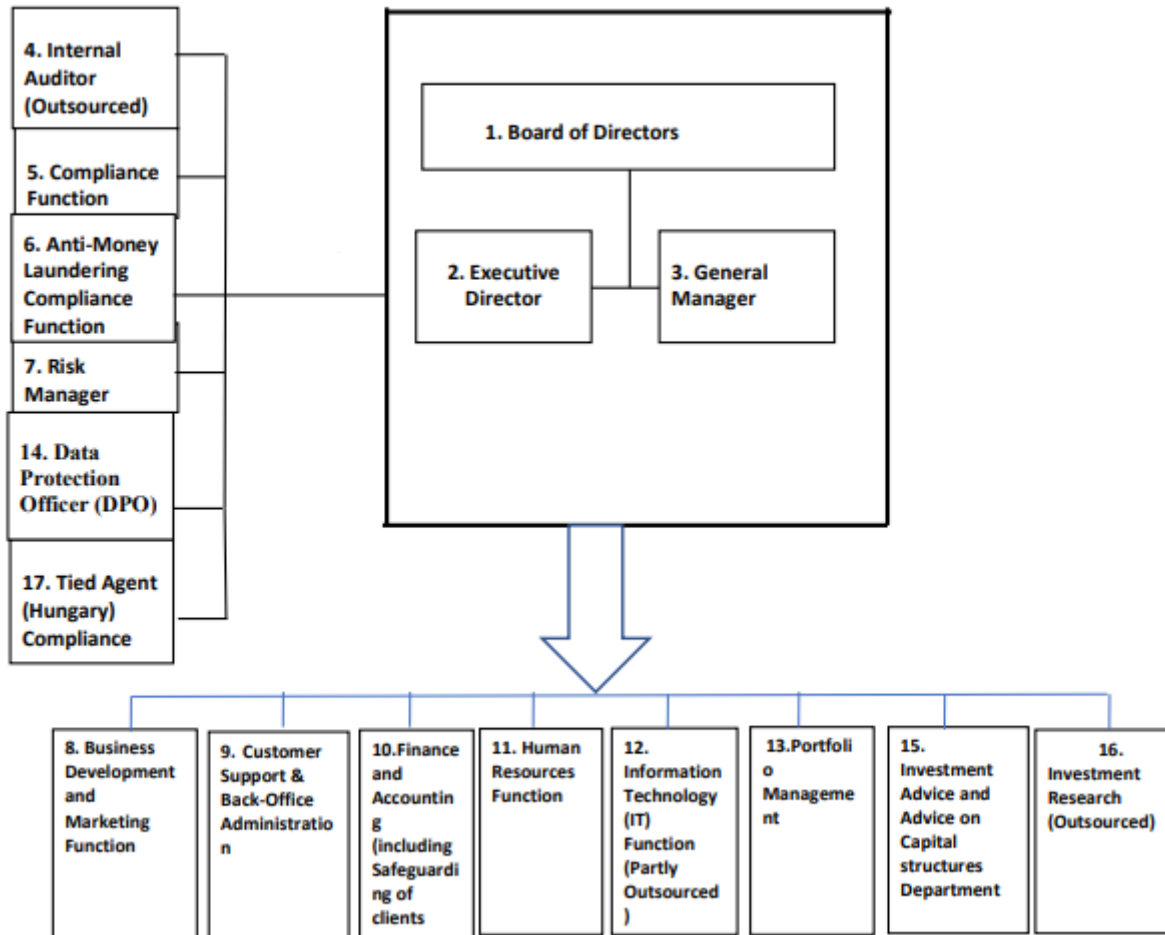 4. Internal
Auditor
(Outsourced)
5. Compliance
Function
6. Anti-Money
Laundering
Compliance
Function
7. Risk
Manager
14. Data
Protection
Officer (DPO)
17. Tied Agent
(Hungary)
Compliance
1. Board of Directors
2. Executive
Director
3. General
Manager
8. Business
Development
and
Marketing
Function
9. Customer
Support &
Back-Office
Administratio
n
10.Finance
and
Accountin
g
(including
Safeguardi
ng of
clients
11. Human
Resources
Function
12.
Information
Technology
(IT)
Function
(Partly
Outsourced
)
13.Portfoli
o
Manageme
nt
15.
Investment
Advice and
Advice on
Capital
structures
Department
16.
Investment
Research
(Outsourced)